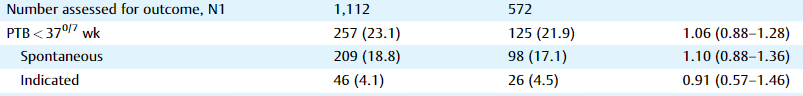 Number assessed for outcome, N1 1,112 572
PTB < 37 0/7 wk 257 (23.1) 125 (21.9) 1.06 (0.88–1.28)
Spontaneous 209 (18.8) 98 (17.1) 1.10 (0.88–1.36)
Indicated 46 (4.1) 26 (4.5) 0.91 (0.57–1.46)